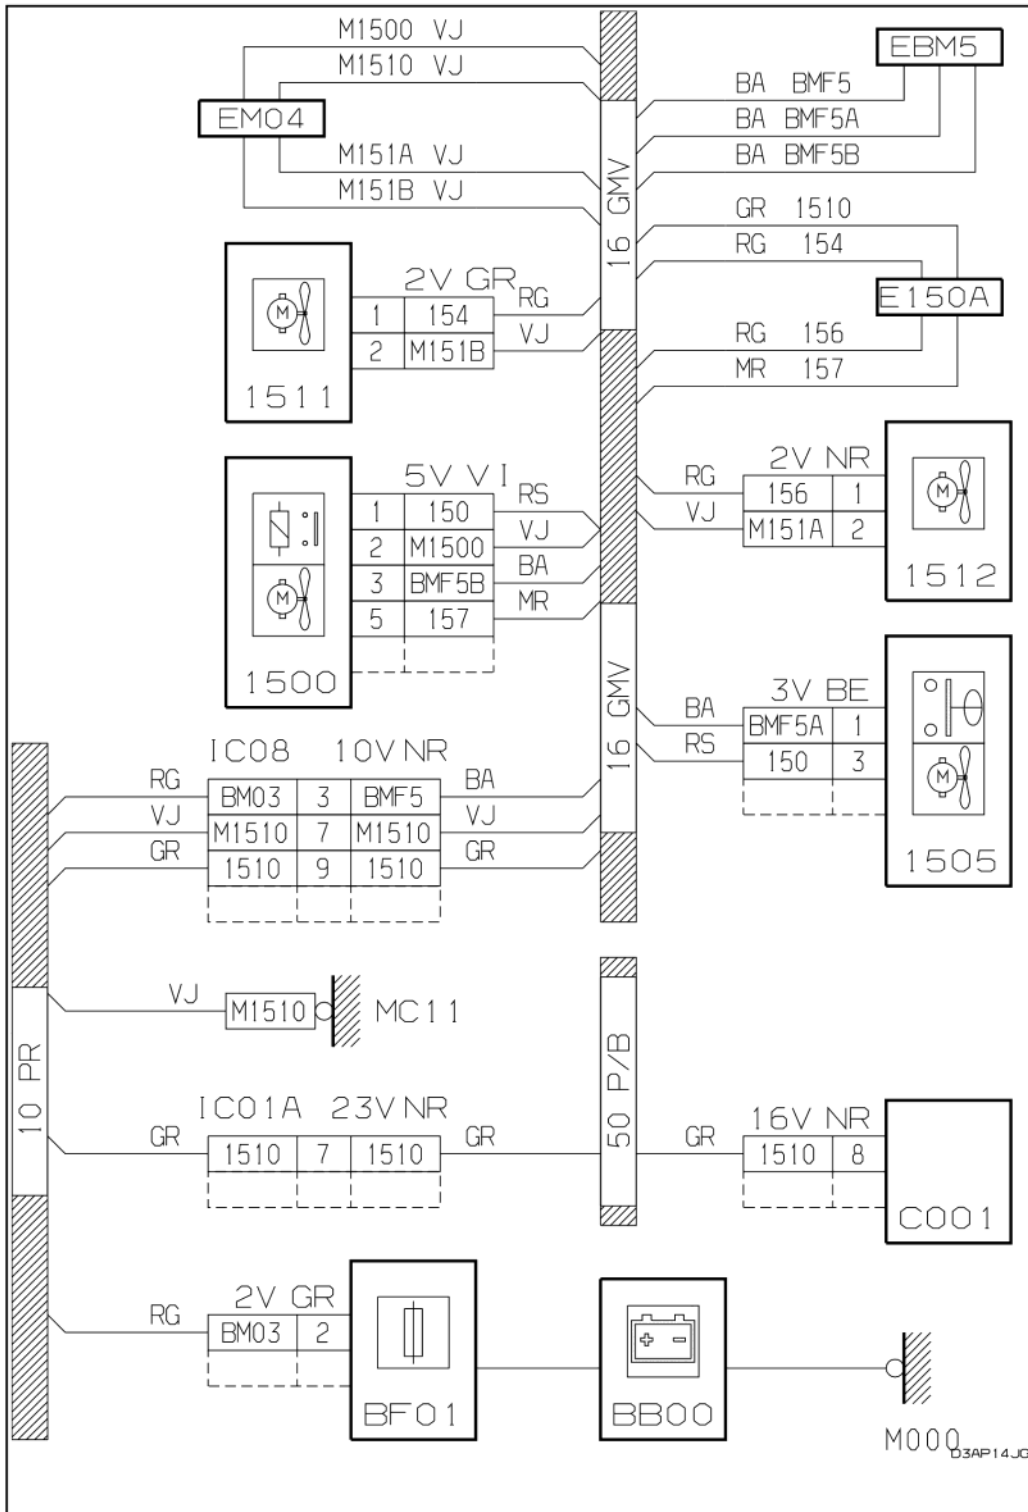 M1500 VJ
M1510 VJ
EM04
M151A VJ
M151B VJ
EBM5
BA BMF5
BA BMF5A
BA BMF5B
GR 1510
RG 154
E150A
RG 156
MR 157
16 GMV
2V GR
1 154 RG
2 M151B VJ
M
1511
5V VI
1 150 RS
2 M1500 VJ
3 BMF5B BA
5 157 MR
M
1500
2V NR
RG 156 1
VJ M151A 2
M
1512
16 GMV
3V BE
BA BMF5A 1
RS 150 3
M
1505
IC08 10V NR
RG BM03 3 BMF5 BA
VJ M1510 7 M1510 VJ
GR 1510 9 1510 GR
VJ M1510 MC11
10 PR
50 P/B
IC01A 23V NR
GR 1510 7 1510 GR
16V NR
GR 1510 8
C001
2V GR
RG BM03 2
BF01
+ -
BB00
M000
D3AP14JG